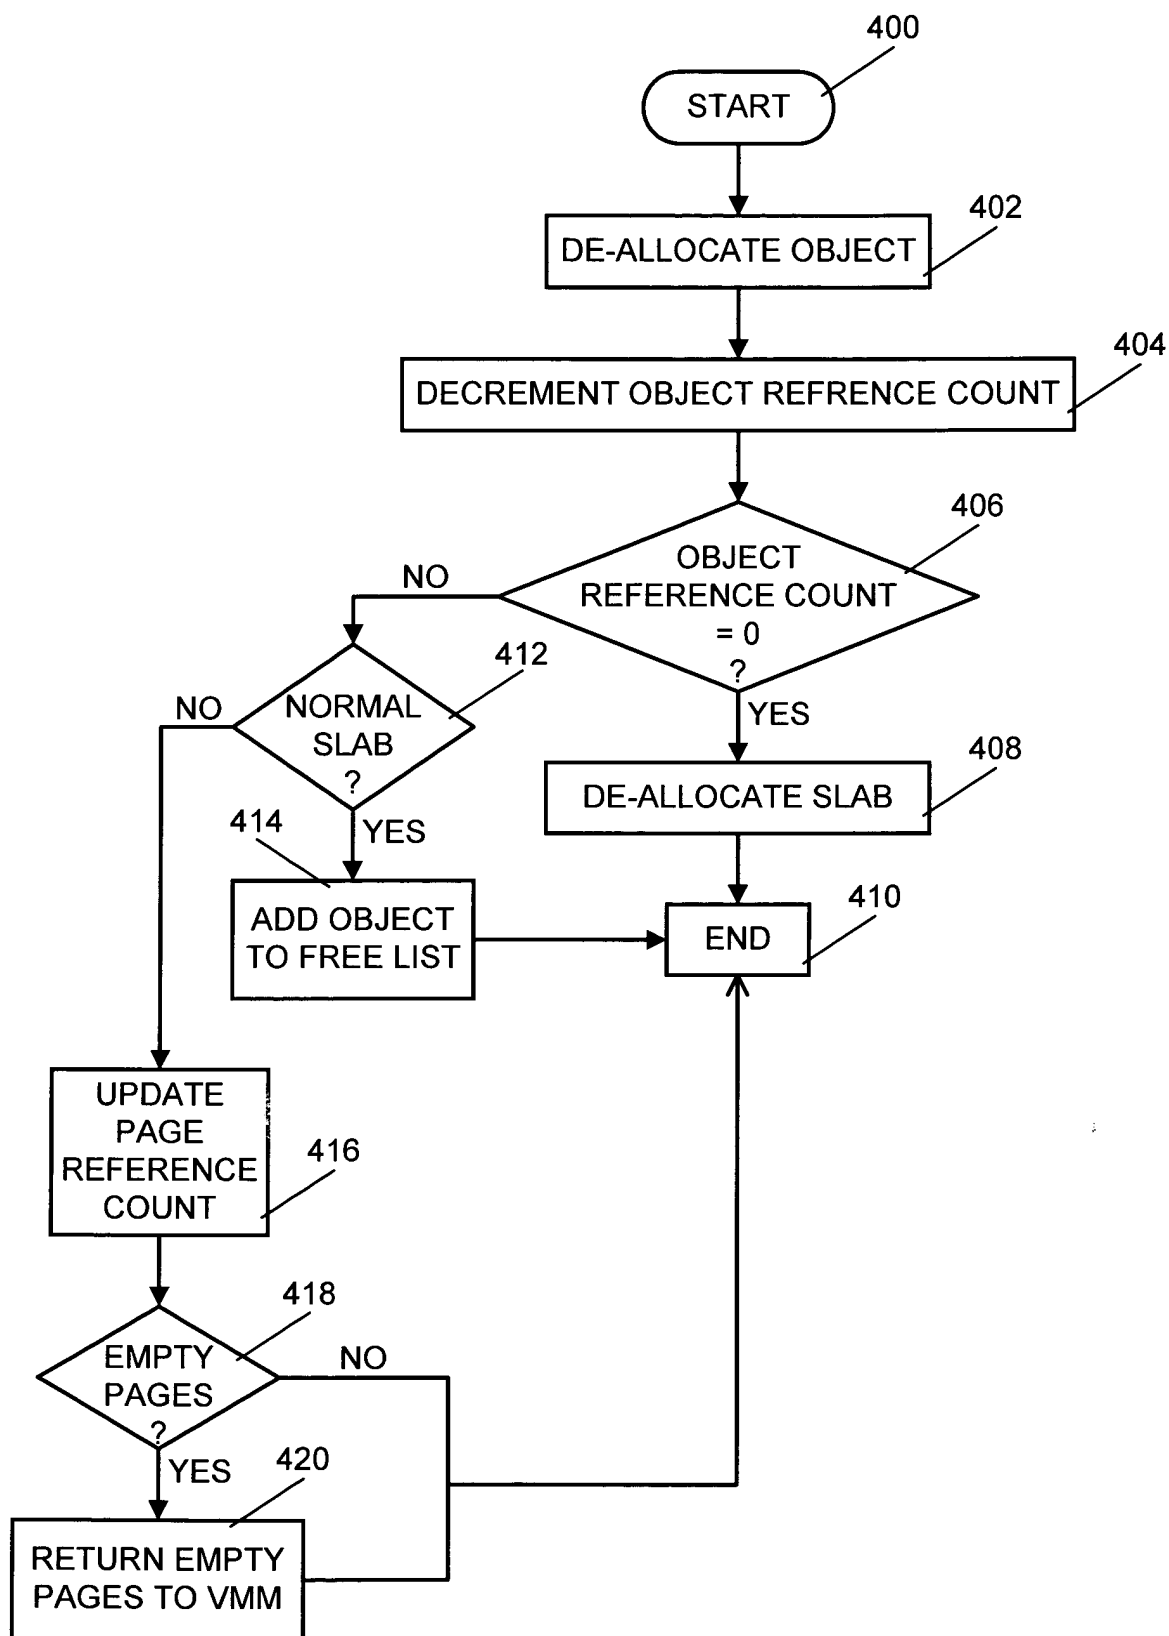 400
START
402
DE-ALLOCATE OBJECT
404
DECREMENT OBJECT REFRENCE COUNT
406
OBJECT
REFERENCE COUNT
= 0
?
NO
YES
412
NORMAL
SLAB
?
NO
YES
408
DE-ALLOCATE SLAB
414
ADD OBJECT
TO FREE LIST
410
END
UPDATE
PAGE
REFERENCE
COUNT
416
418
EMPTY
PAGES
?
NO
YES
420
RETURN EMPTY
PAGES TO VMM